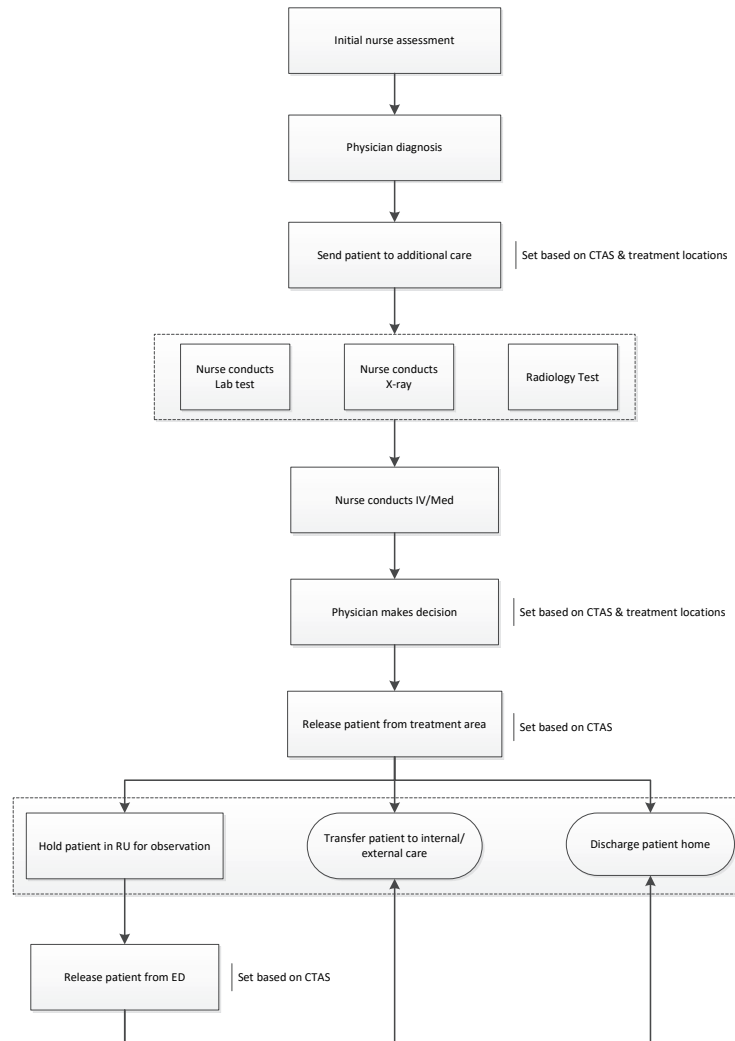 Initial nurse assessment
Physician diagnosis
Send patient to additional care
Set based on CTAS & treatment locations
Nurse conducts
Lab test
Nurse conducts
X-ray
Radiology Test
Nurse conducts IV/Med
Physician makes decision
Set based on CTAS & treatment locations
Release patient from treatment area
Set based on CTAS
Hold patient in RU for observation
Transfer patient to internal/
external care
Discharge patient home
Release patient from ED
Set based on CTAS